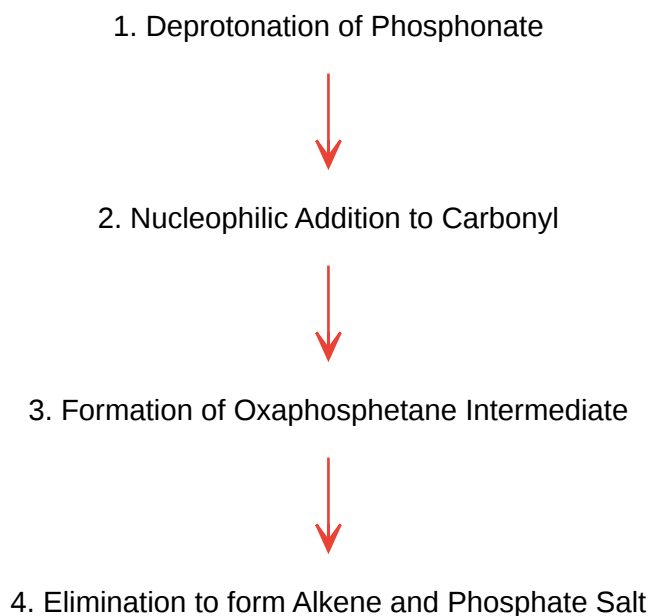 1. Deprotonation of Phosphonate
2. Nucleophilic Addition to Carbonyl
3. Formation of Oxaphosphetane Intermediate
4. Elimination to form Alkene and Phosphate Salt